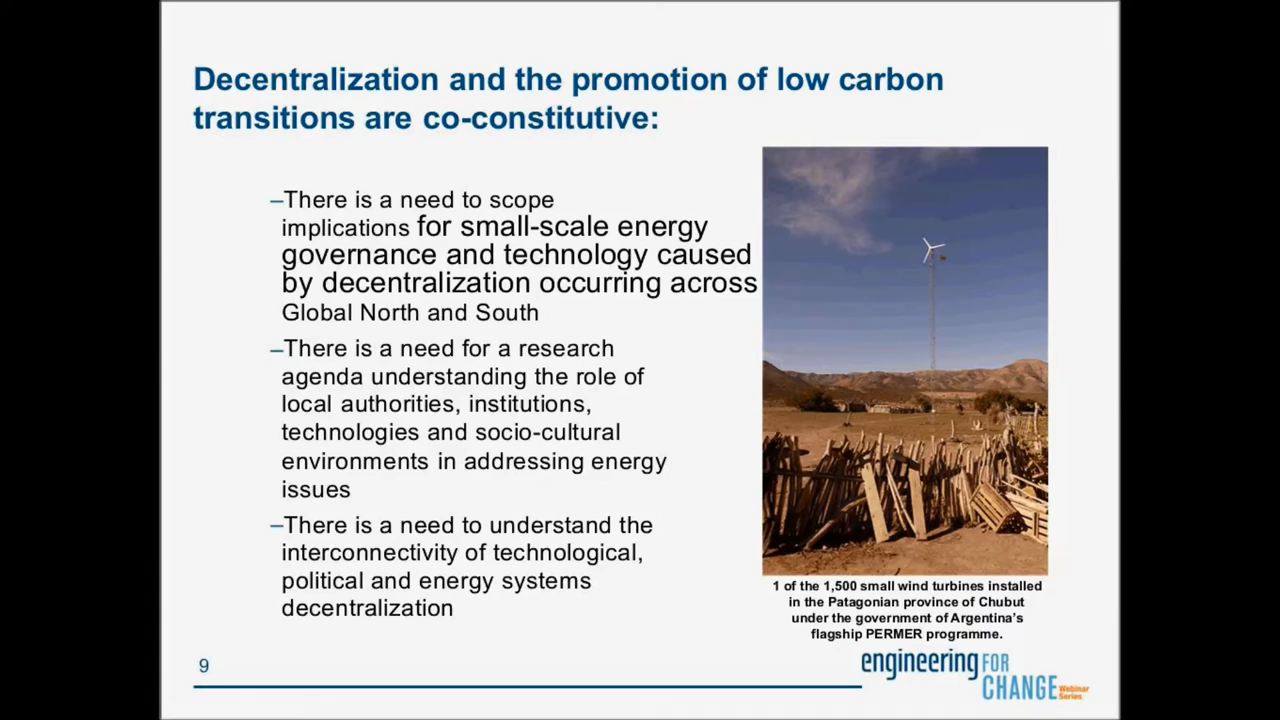 Decentralization and the promotion of low carbon
transitions are co-constitutive:
–There is a need to scope
implications for small-scale energy
governance and technology caused
by decentralization occurring across
Global North and South
–There is a need for a research
agenda understanding the role of
local authorities, institutions,
technologies and socio-cultural
environments in addressing energy
issues
–There is a need to understand the
interconnectivity of technological,
political and energy systems
decentralization
1 of the 1,500 small wind turbines installed
in the Patagonian province of Chubut
under the government of Argentina's
flagship PERMER programme.
9
engineering FOR
CHANGE Webinar
Series